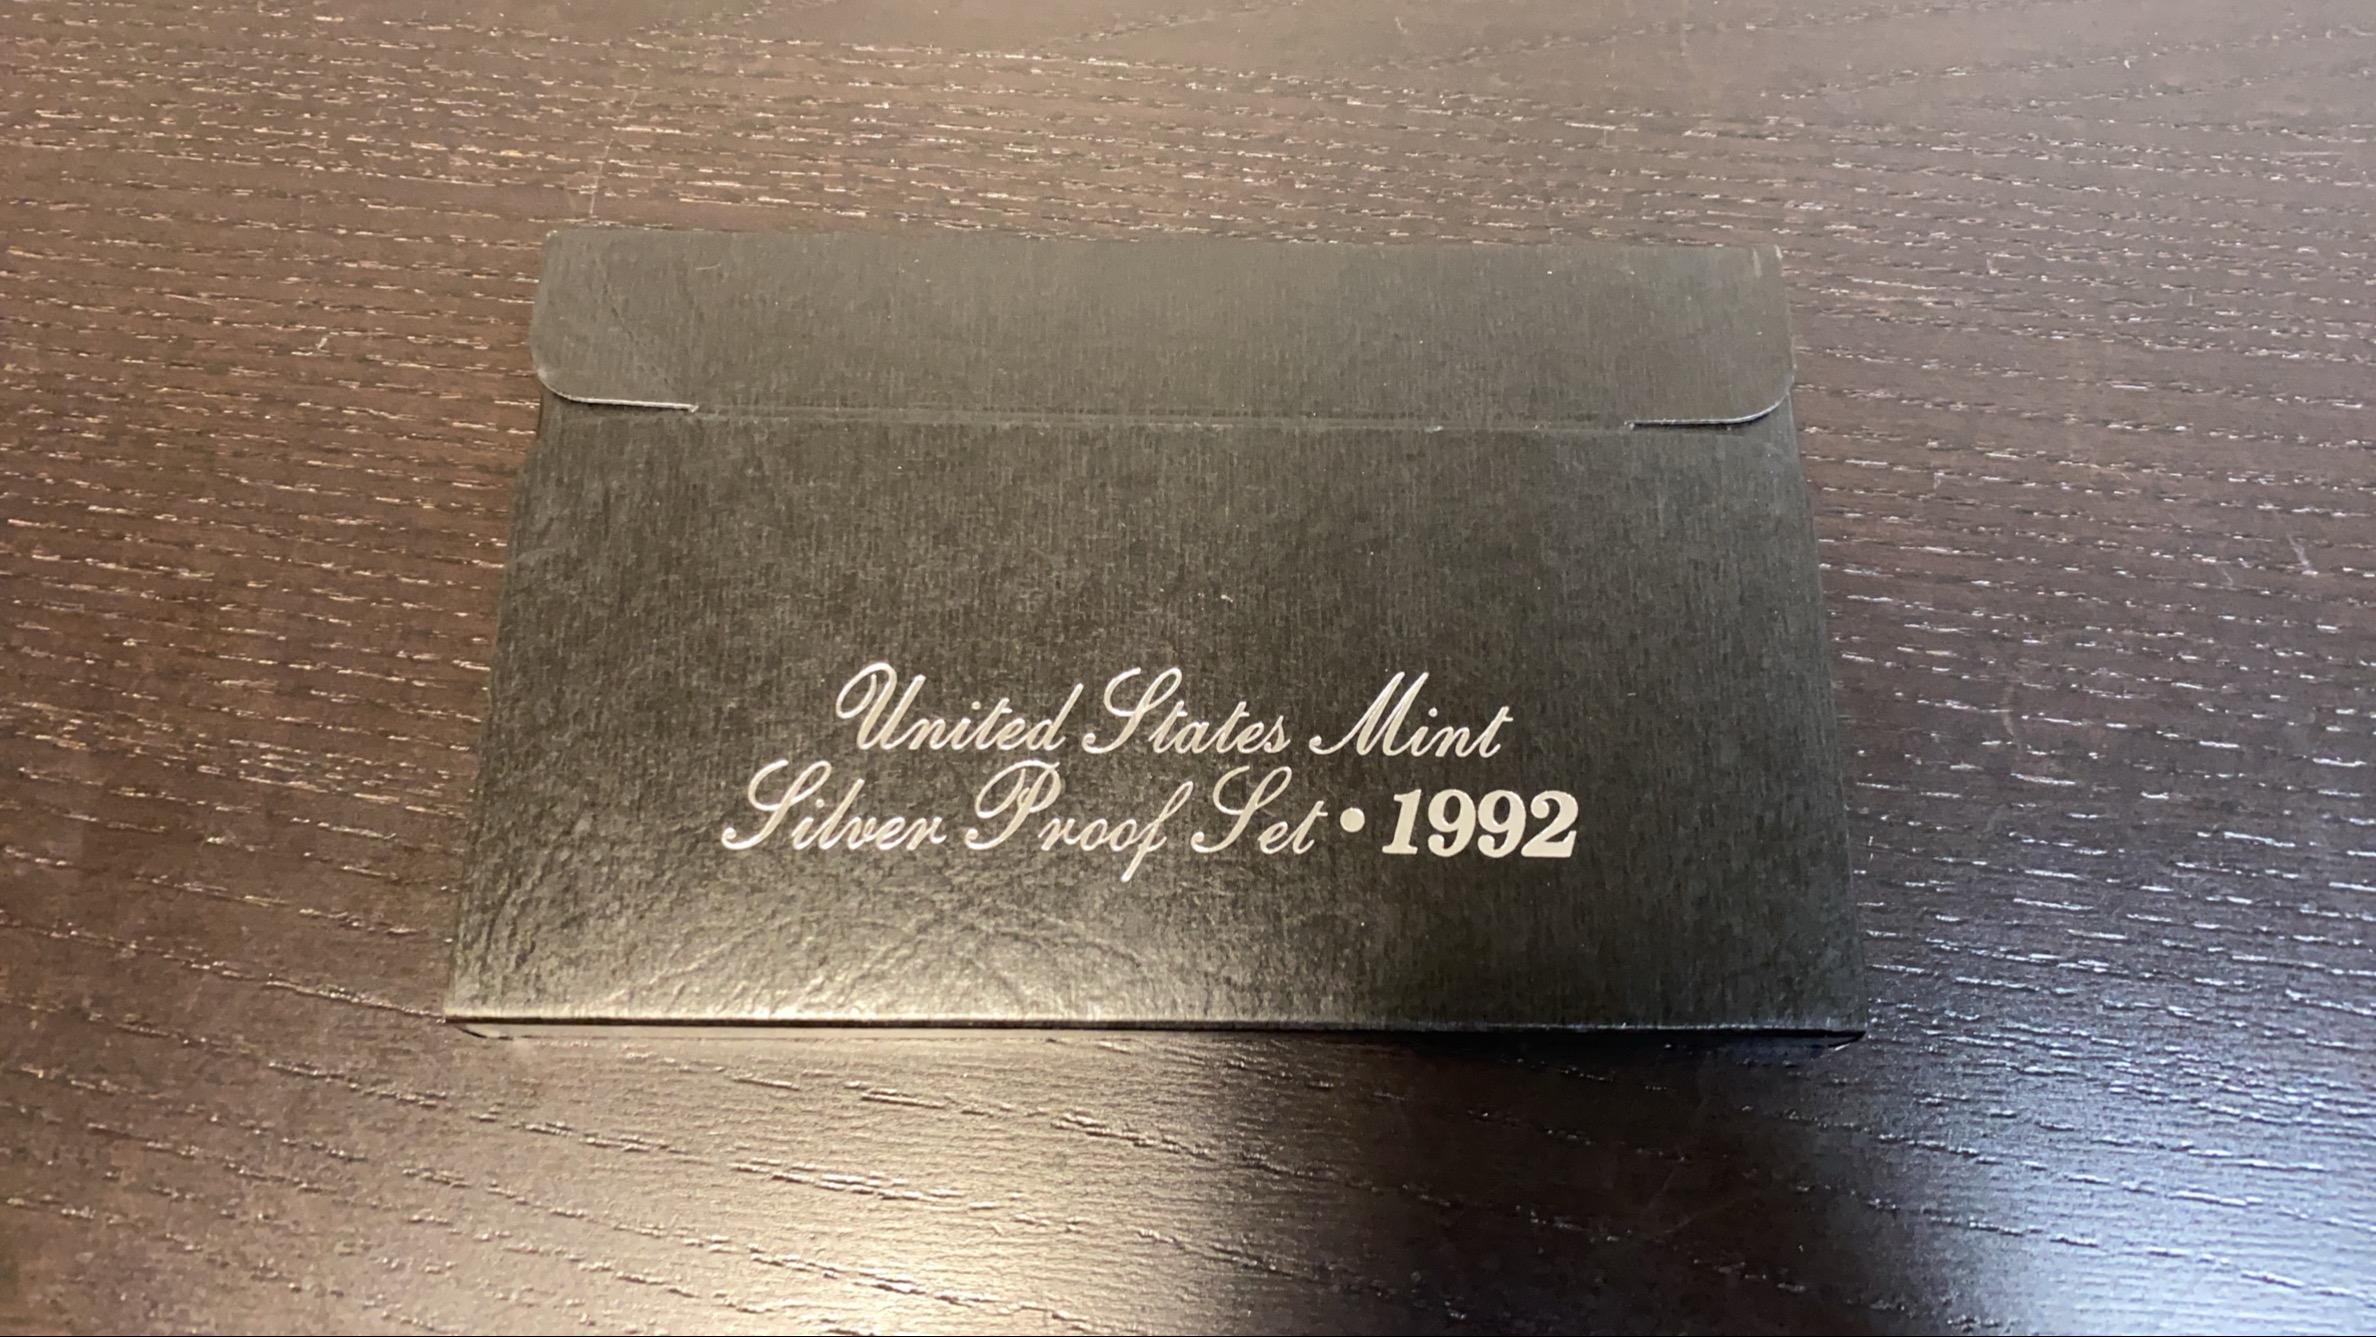 United States Mint
Silver Proof Set • 1992